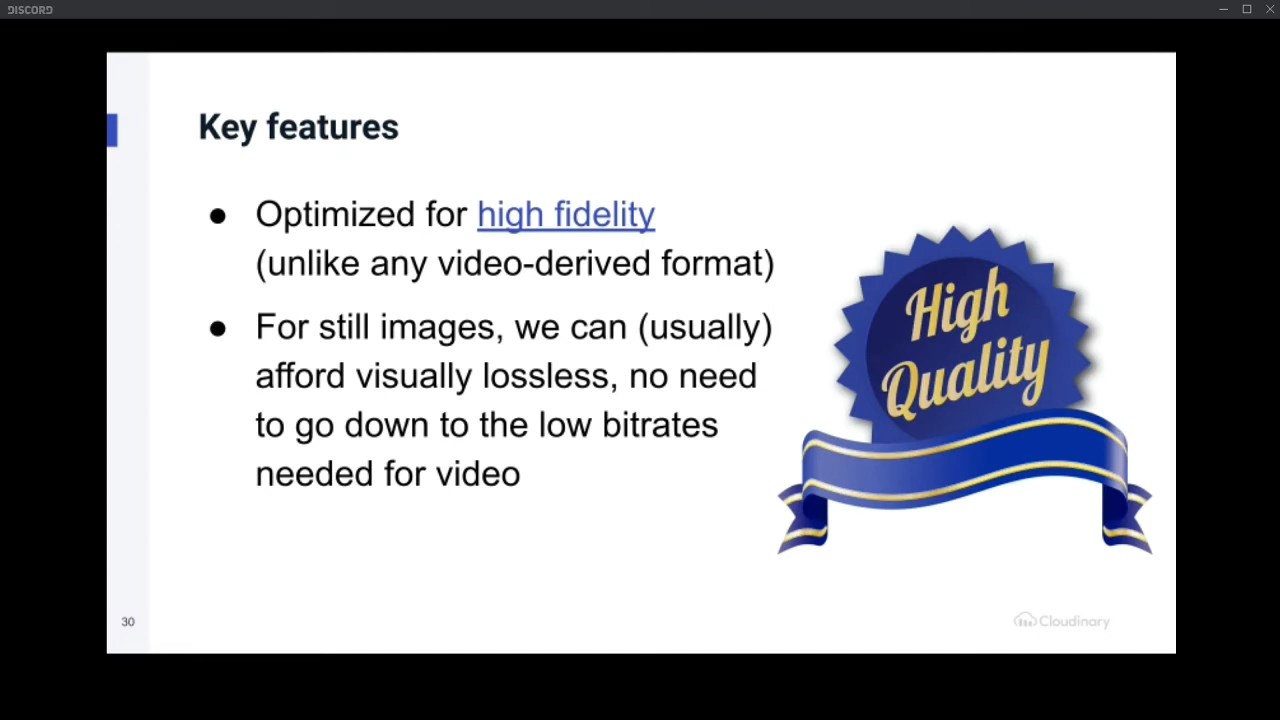 DISCORD
Key features
● Optimized for high fidelity
(unlike any video-derived format)
● For still images, we can (usually)
afford visually lossless, no need
to go down to the low bitrates
needed for video
High
Quality
30
Cloudinary